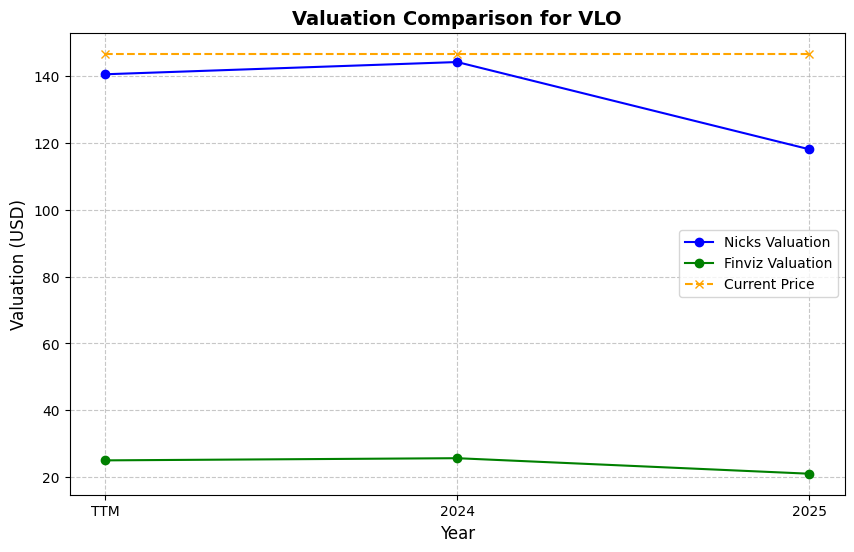 Valuation Comparison for VLO
Valuation (USD)
140
120
100
80
60
40
20
Nicks Valuation
Finviz Valuation
Current Price
TTM
2024
2025
Year